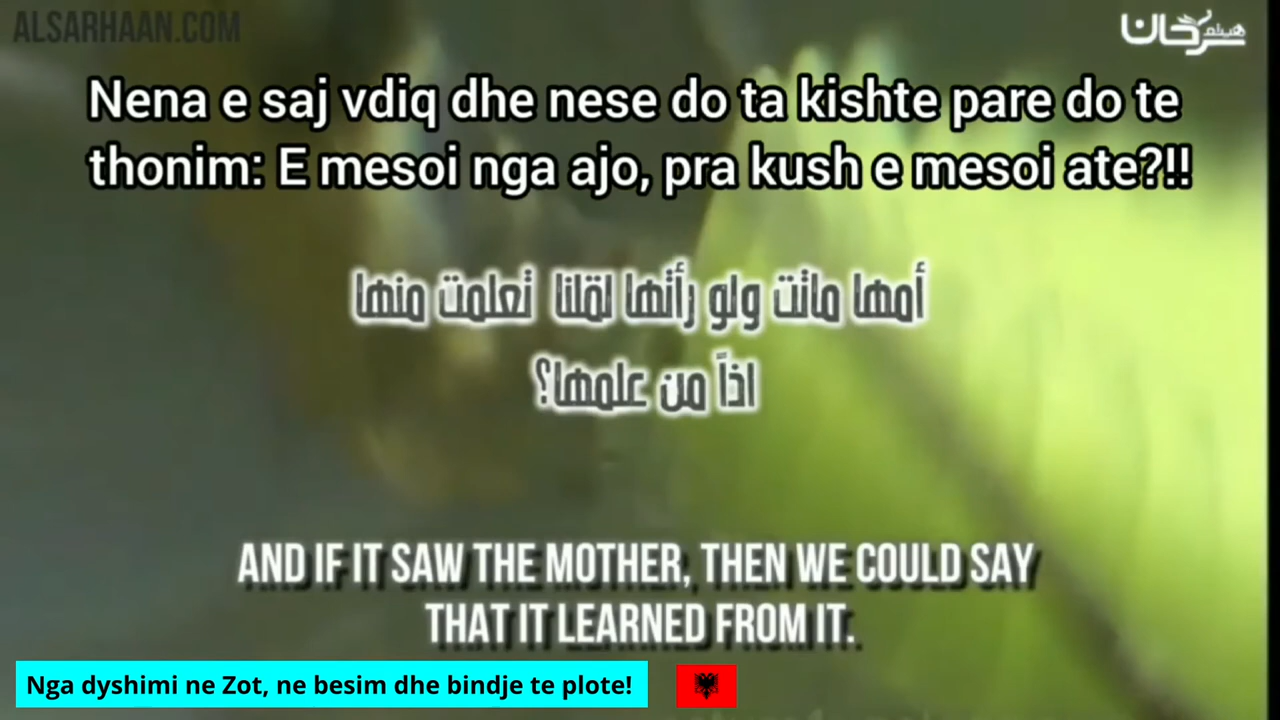 ALSARHAAN.COM
هيثم
سرحان
Nena e saj vdiq dhe nese do ta kishte pare do te
thonim: E mesoi nga ajo, pra kush e mesoi ate?!!
أمها ماتت ولو رأتها لقلنا تعلمت منها
اذاً من علمها؟
AND IF IT SAW THE MOTHER, THEN WE COULD SAY
THAT IT LEARNED FROM IT.
Nga dyshimi ne Zot, ne besim dhe bindje te plote!